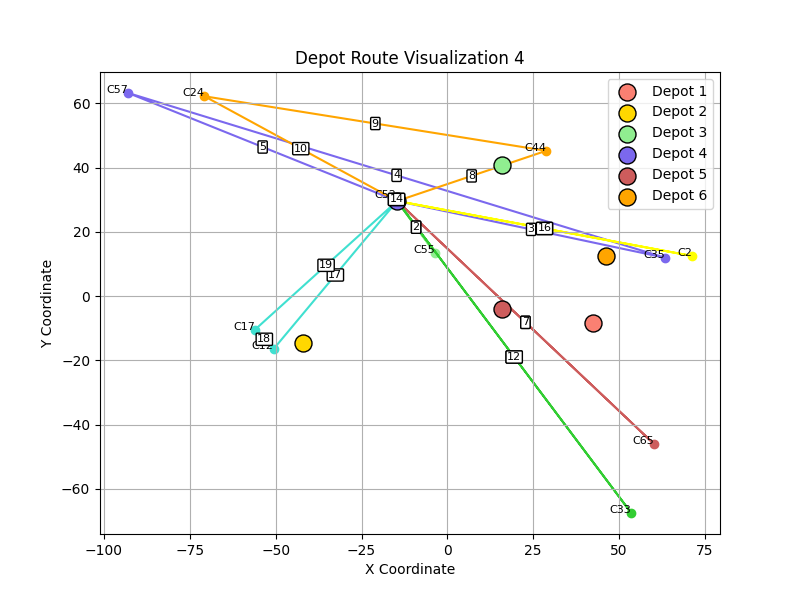 Depot Route Visualization 4
Depot 1
Depot 2
Depot 3
Depot 4
Depot 5
Depot 6
C57
C24
9
C44
5
10
4
8
14
2
3
16
C55
C35
C2
19
17
C17
18
7
12
C65
C33
60
40
20
0
−20
−40
−60
Y Coordinate
−100
−75
−50
−25
0
25
50
75
X Coordinate